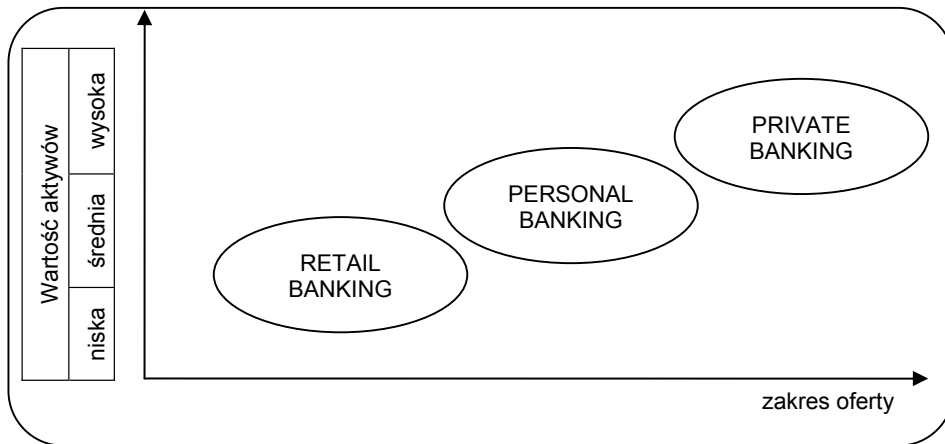 Wartość aktywów
wysoka
średnia
niska
PRIVATE
BANKING
PERSONAL
BANKING
RETAIL
BANKING
zakres oferty